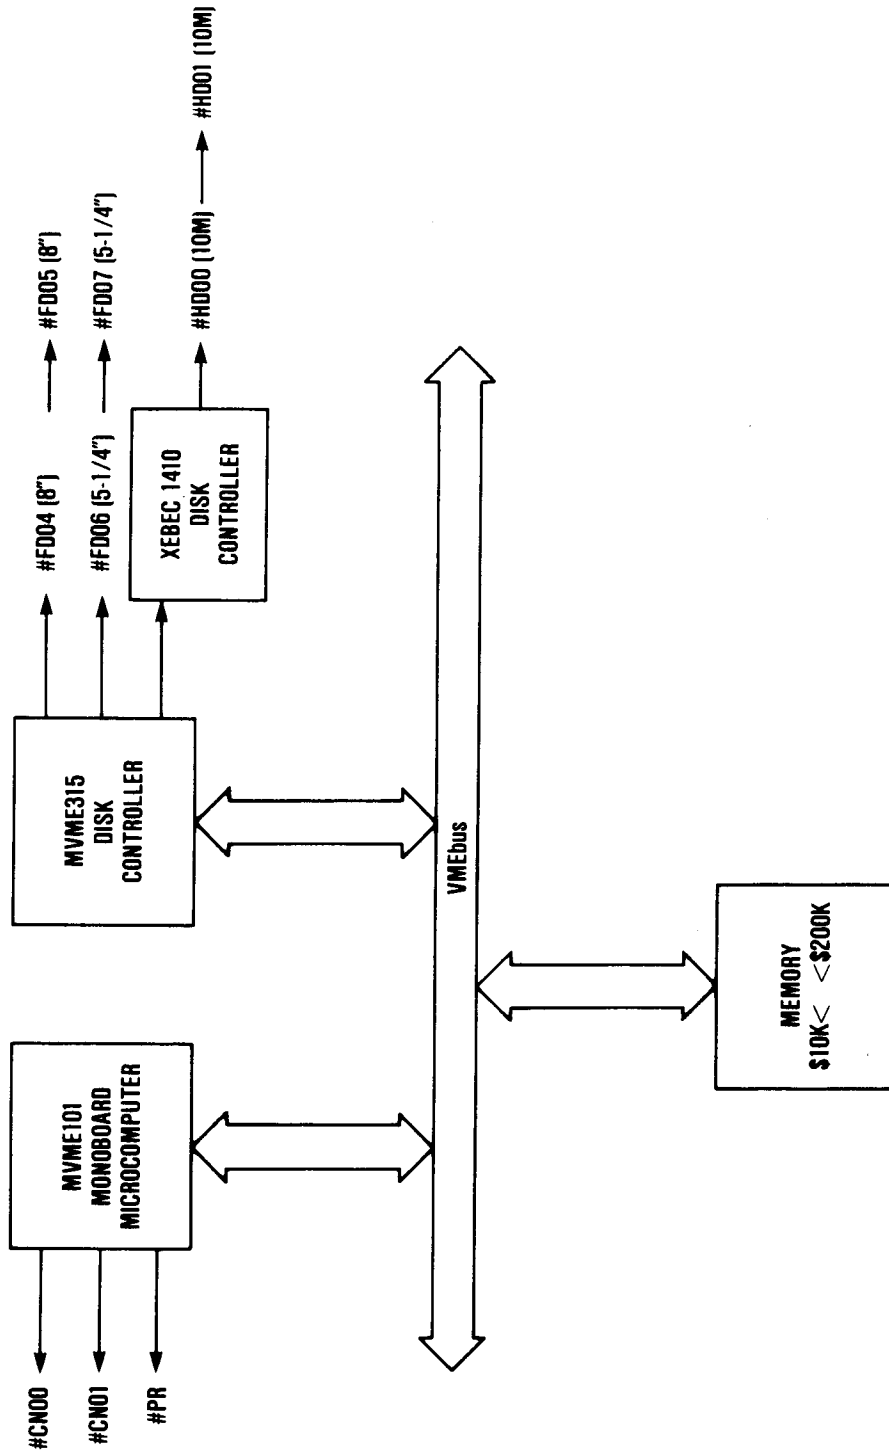 #CN00
#CN01
#PR
MVME101
MONOBOARD
MICROCOMPUTER
MVME315
DISK
CONTROLLER
#FD04 (8")
#FD05 (8")
#FD06 (5-1/4")
#FD07 (5-1/4")
XEBEC 1410
DISK
CONTROLLER
#HD00 (10M)
#HD01 (10M)
VMEbus
MEMORY
$10K< <$200K